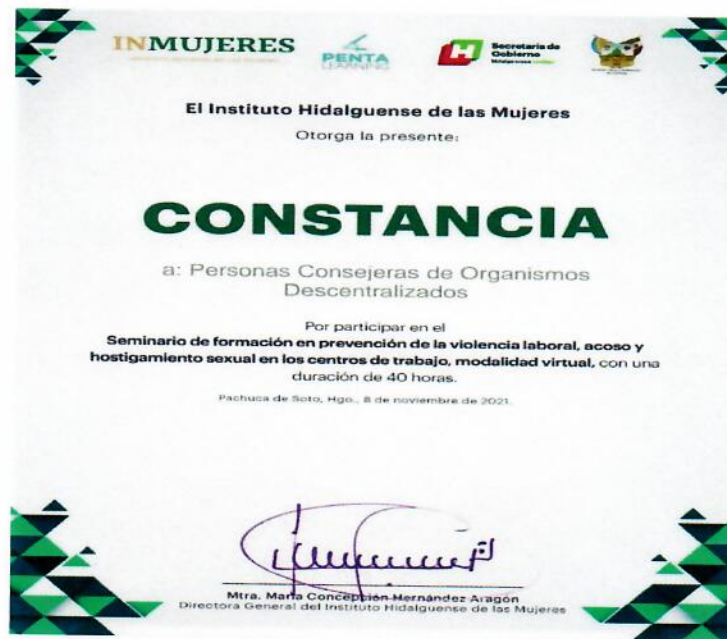 INMUJERES
PENTA
LEARNING
Secretaría de
Gobierno
El Instituto Hidalguense de las Mujeres
Otorga la presente:
CONSTANCIA
a: Personas Consejeras de Organismos
Descentralizados
Por participar en el
Seminario de formación en prevención de la violencia laboral, acoso y
hostigamiento sexual en los centros de trabajo, modalidad virtual, con una
duración de 40 horas.
Pachuca de Soto, Hgo., 8 de noviembre de 2021.
Mtra. María Concepción Hernández Aragón
Directora General del Instituto Hidalguense de las Mujeres